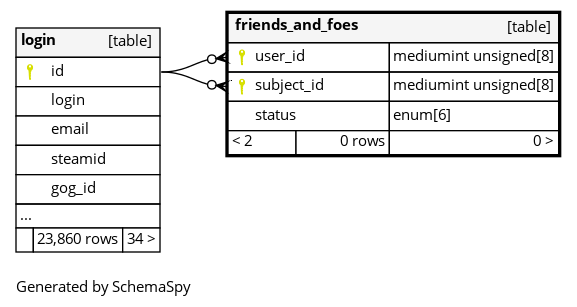 login [table]
id
login
email
steamid
gog_id
...
23,860 rows 34 >
friends_and_foes [table]
user_id mediumint unsigned[8]
subject_id mediumint unsigned[8]
status enum[6]
< 2 0 rows 0 >
Generated by SchemaSpy